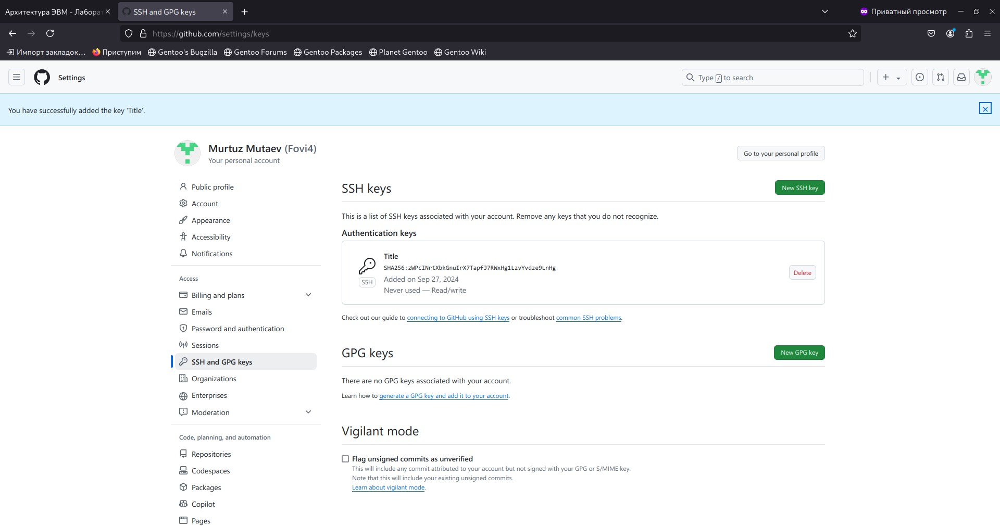 Архитектура ЭВМ - Лаборат
SSH and GPG keys
Приватный просмотр
https://github.com/settings/keys
Импорт закладок…
Приступим
Gentoo's Bugzilla
Gentoo Forums
Gentoo Packages
Planet Gentoo
Gentoo Wiki
Settings
Type / to search
You have successfully added the key 'Title'.
Murtuz Mutaev (Fovi4)
Your personal account
Go to your personal profile
Public profile
Account
Appearance
Accessibility
Notifications
Access
Billing and plans
Emails
Password and authentication
Sessions
SSH and GPG keys
Organizations
Enterprises
Moderation
Code, planning, and automation
Repositories
Codespaces
Packages
Copilot
Pages
SSH keys
New SSH key
This is a list of SSH keys associated with your account. Remove any keys that you do not recognize.
Authentication keys
Title
SHA256:zWPcINrtXbkGnuIrX7TapfJ7RWxHg1LzvYvdze9LnHg
Added on Sep 27, 2024
Never used — Read/write
SSH
Delete
Check out our guide to connecting to GitHub using SSH keys or troubleshoot common SSH problems.
GPG keys
New GPG key
There are no GPG keys associated with your account.
Learn how to generate a GPG key and add it to your account.
Vigilant mode
Flag unsigned commits as unverified
This will include any commit attributed to your account but not signed with your GPG or S/MIME key.
Note that this will include your existing unsigned commits.
Learn about vigilant mode.